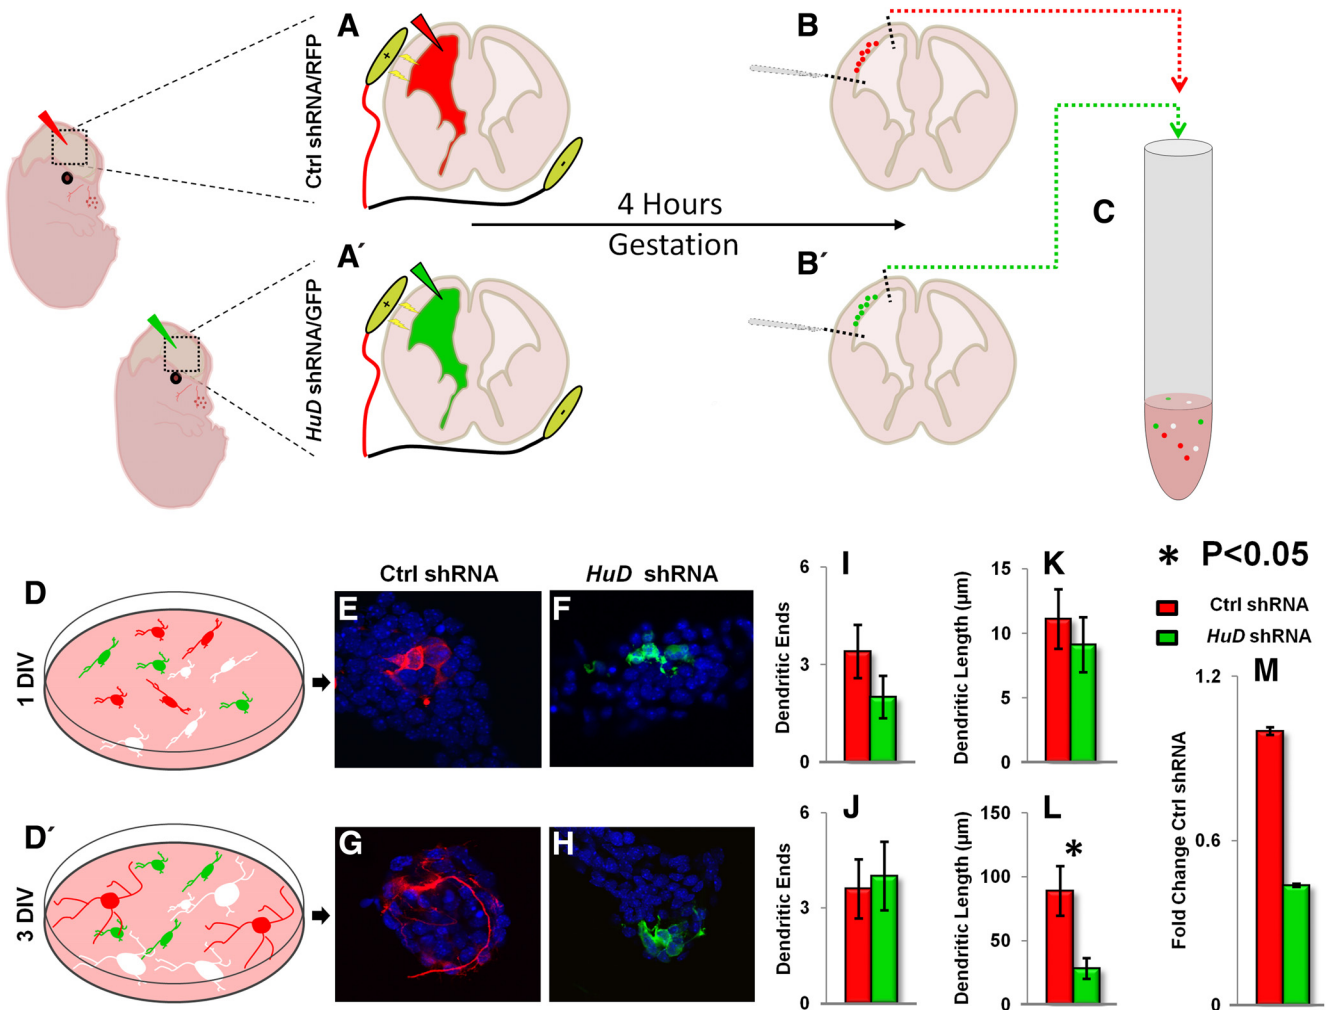 A
Ctrl shRNA/RFP
+
-
B
4 Hours
Gestation
C
A´
HuD shRNA/GFP
+
-
B´
D
1 DIV
Ctrl shRNA
HuD shRNA
E
F
I
6
3
0
Dendritic Ends
K
15
10
5
0
Dendritic Length (µm)
* P<0.05
Ctrl shRNA
HuD shRNA
D´
3 DIV
G
H
J
6
3
0
Dendritic Ends
L
150
100
50
0
Dendritic Length (µm)
*
M
1.2
0.6
0
Fold Change Ctrl shRNA